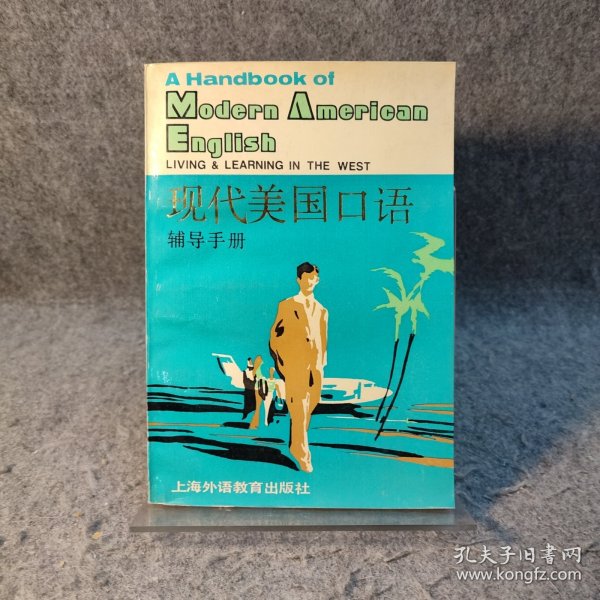 A Handbook of
Modern American
English
LIVING & LEARNING IN THE WEST
现代美国口语
辅导手册
上海外语教育出版社
孔夫子旧书网
www.kongfz.com